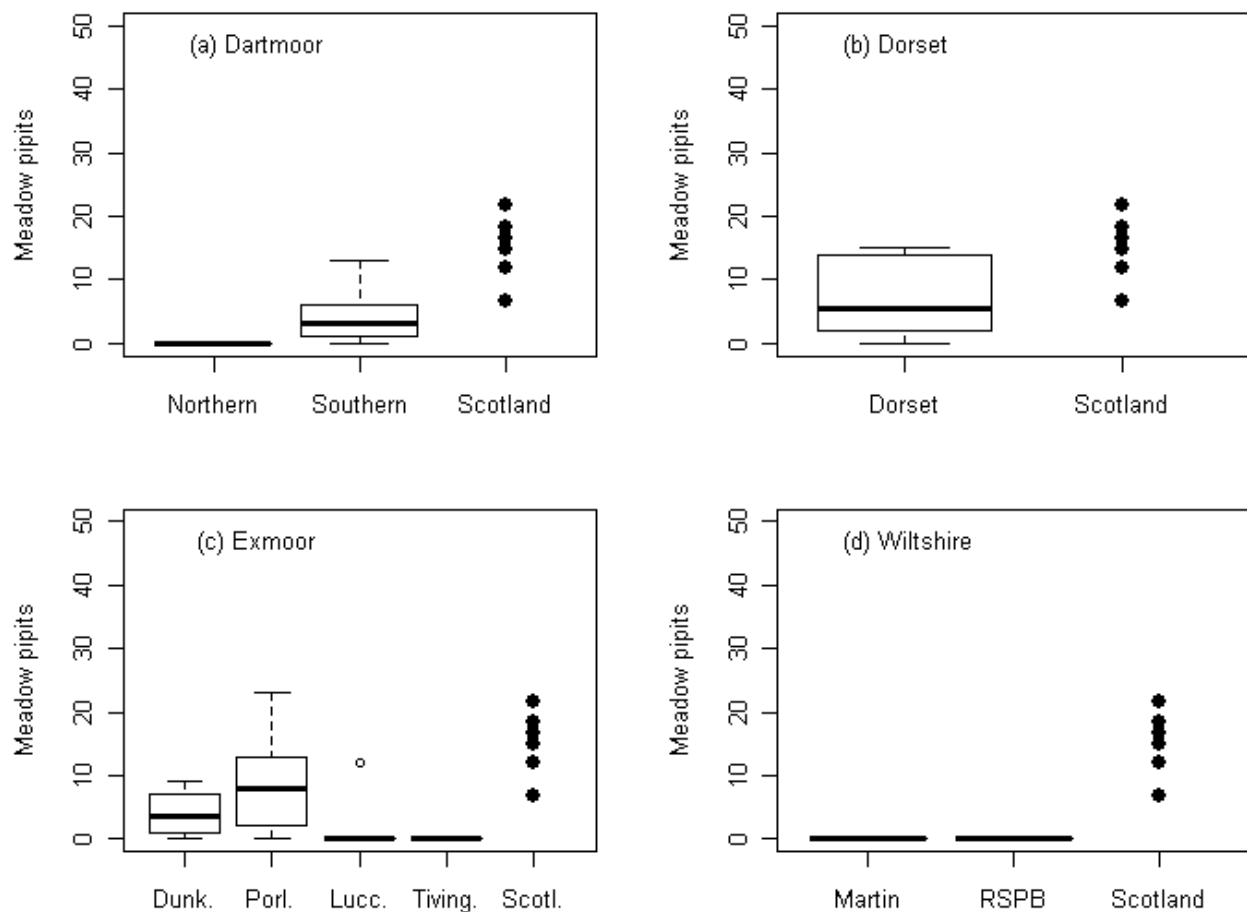 (a) Dartmoor
Meadow pipits
50
40
30
20
10
0
Northern Southern Scotland
(b) Dorset
Meadow pipits
50
40
30
20
10
0
Dorset Scotland
(c) Exmoor
Meadow pipits
50
40
30
20
10
0
Dunk. Porl. Lucc. Tiving. Scotl.
(d) Wiltshire
Meadow pipits
50
40
30
20
10
0
Martin RSPB Scotland